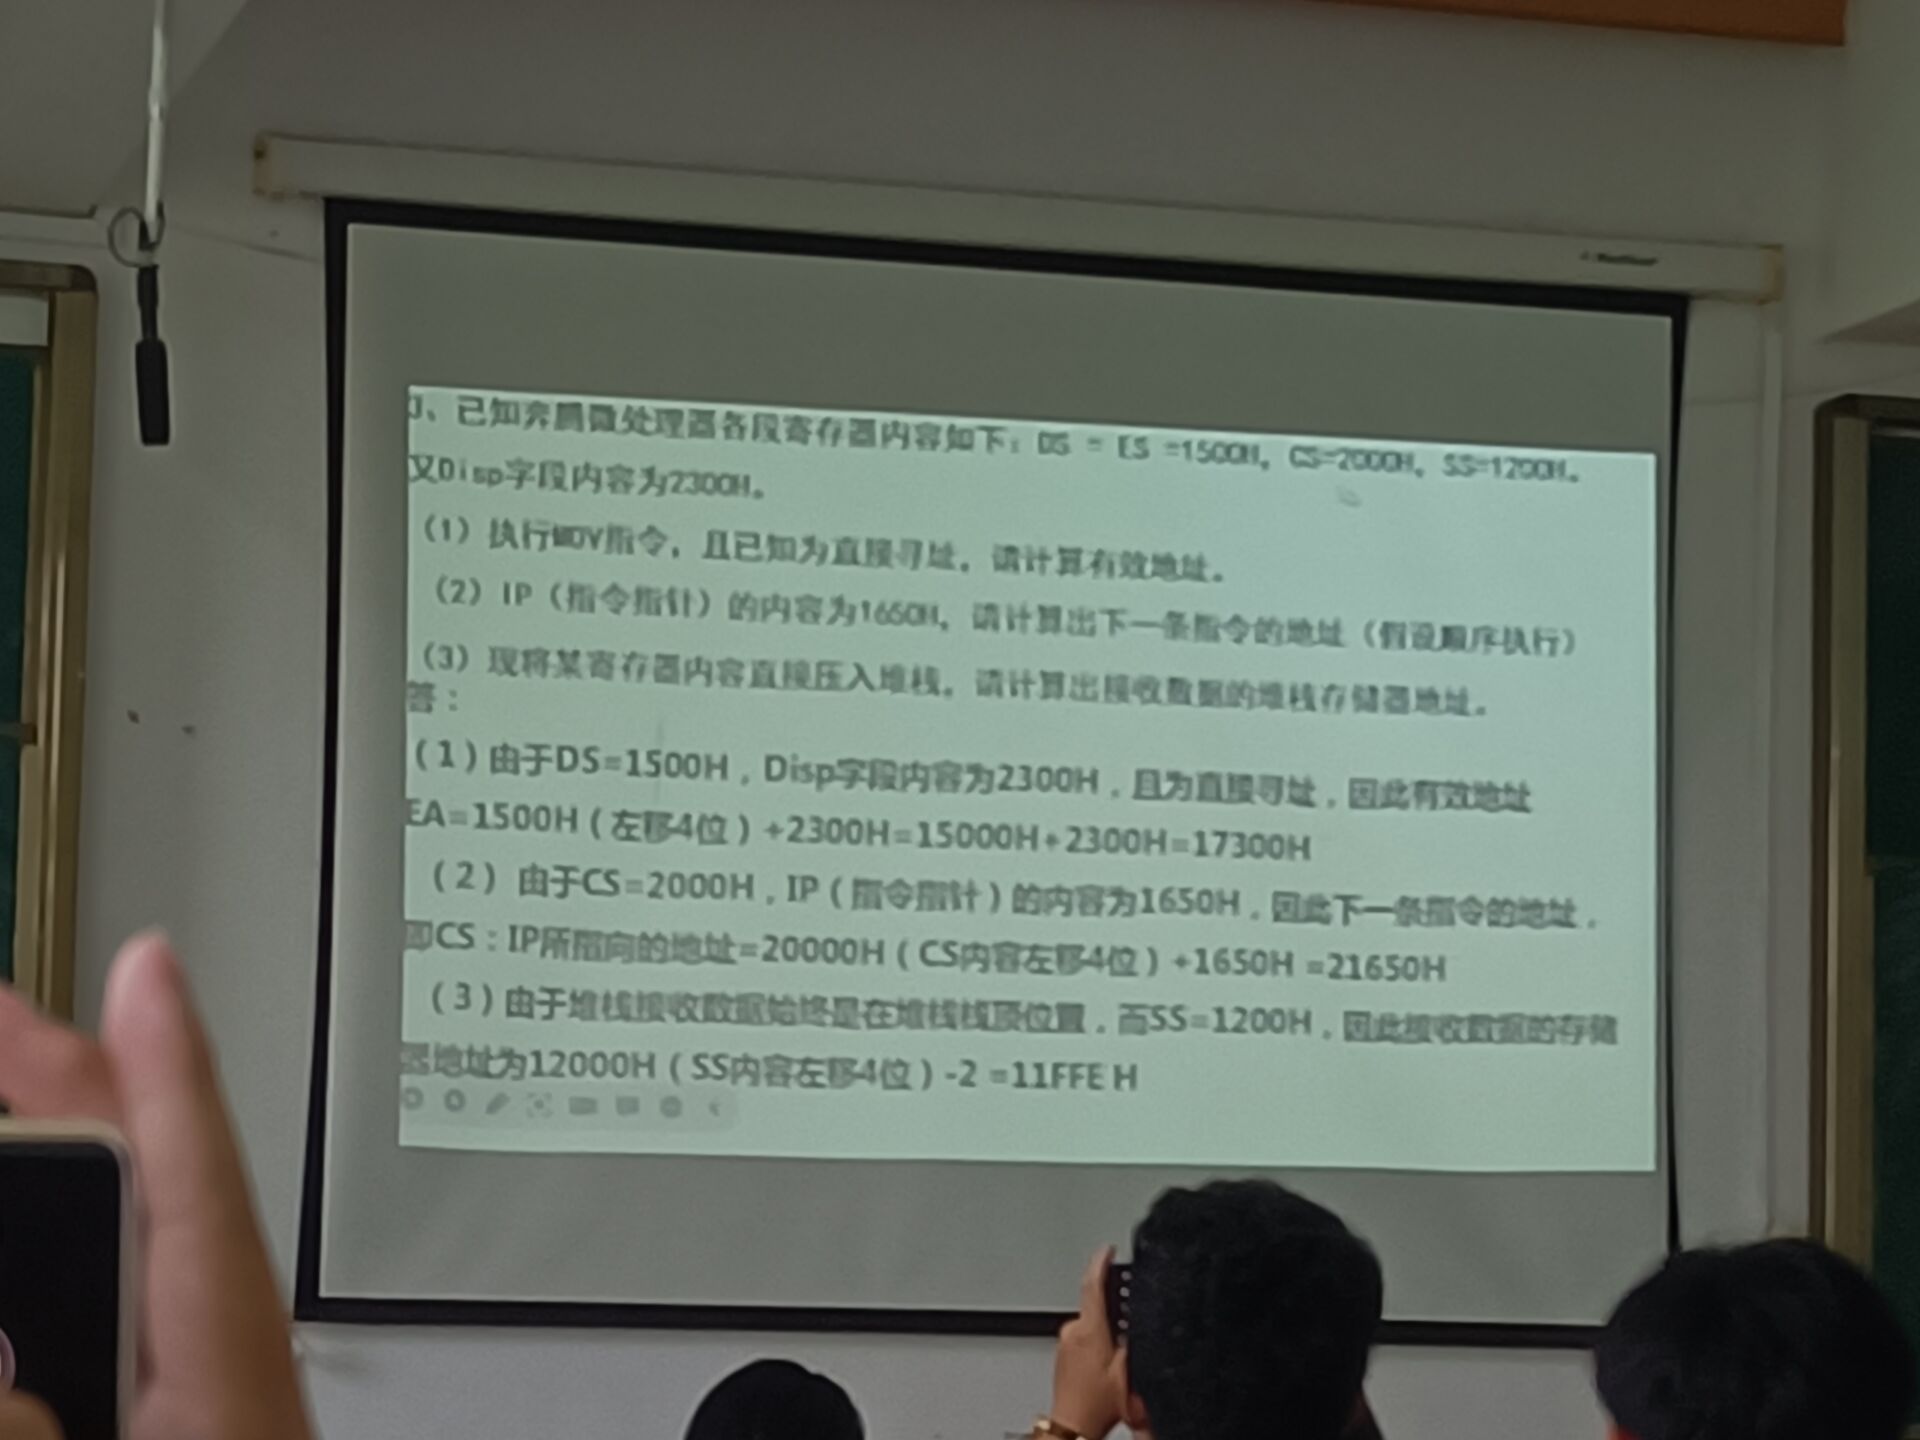 、已知奔腾微处理器各段寄存器内容如下：DS = ES =1500H，CS=2000H，SS=1200H。
又Disp字段内容为2300H。
（1）执行MOV指令，且已知为直接寻址，请计算有效地址。
（2）IP（指令指针）的内容为1650H，请计算出下一条指令的地址（假设顺序执行）
（3）现将某寄存器内容直接压入堆栈，请计算出接收数据的堆栈存储器地址。
答：
（1）由于DS=1500H，Disp字段内容为2300H，且为直接寻址，因此有效地址
EA=1500H（左移4位）+2300H=15000H+2300H=17300H
（2）由于CS=2000H，IP（指令指针）的内容为1650H，因此下一条指令的地址，
即CS：IP所指向的地址=20000H（CS内容左移4位）+1650H =21650H
（3）由于堆栈接收数据始终是在堆栈栈顶位置，而SS=1200H，因此接收数据的存储
器地址为12000H（SS内容左移4位）-2 =11FFE H